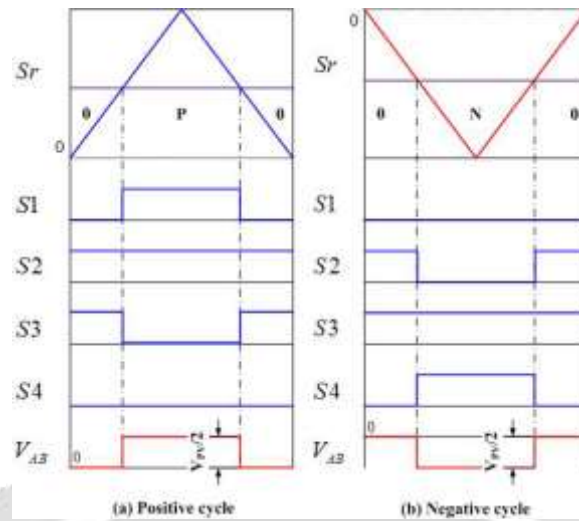 0
Sr
0 P 0
0
S1
S2
S3
S4
V_AB
0
V_PV/2
(a) Positive cycle
0
Sr
0 N 0
S1
S2
S3
S4
V_AB
0
V_PV/2
(b) Negative cycle